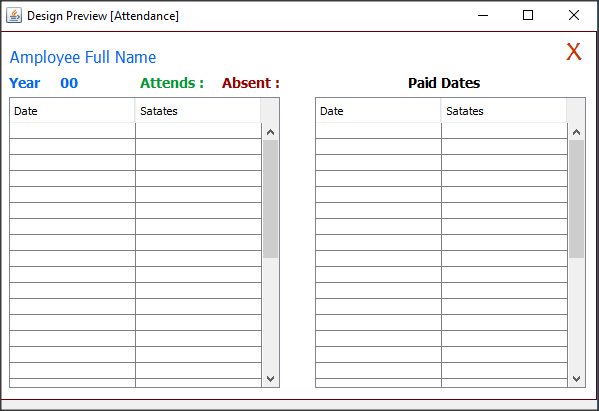 Design Preview [Attendance]
X
Amployee Full Name
Year 00 Attends : Absent : Paid Dates
Date Satates Date Satates